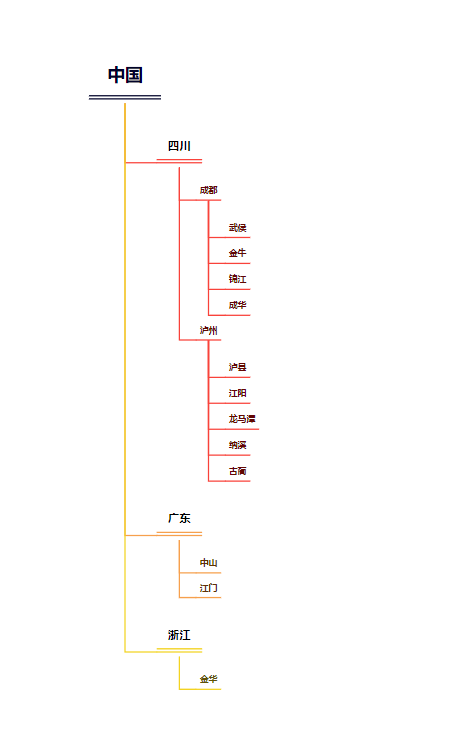 中国
四川
成都
武侯
金牛
锦江
成华
泸州
泸县
江阳
龙马潭
纳溪
古蔺
广东
中山
江门
浙江
金华